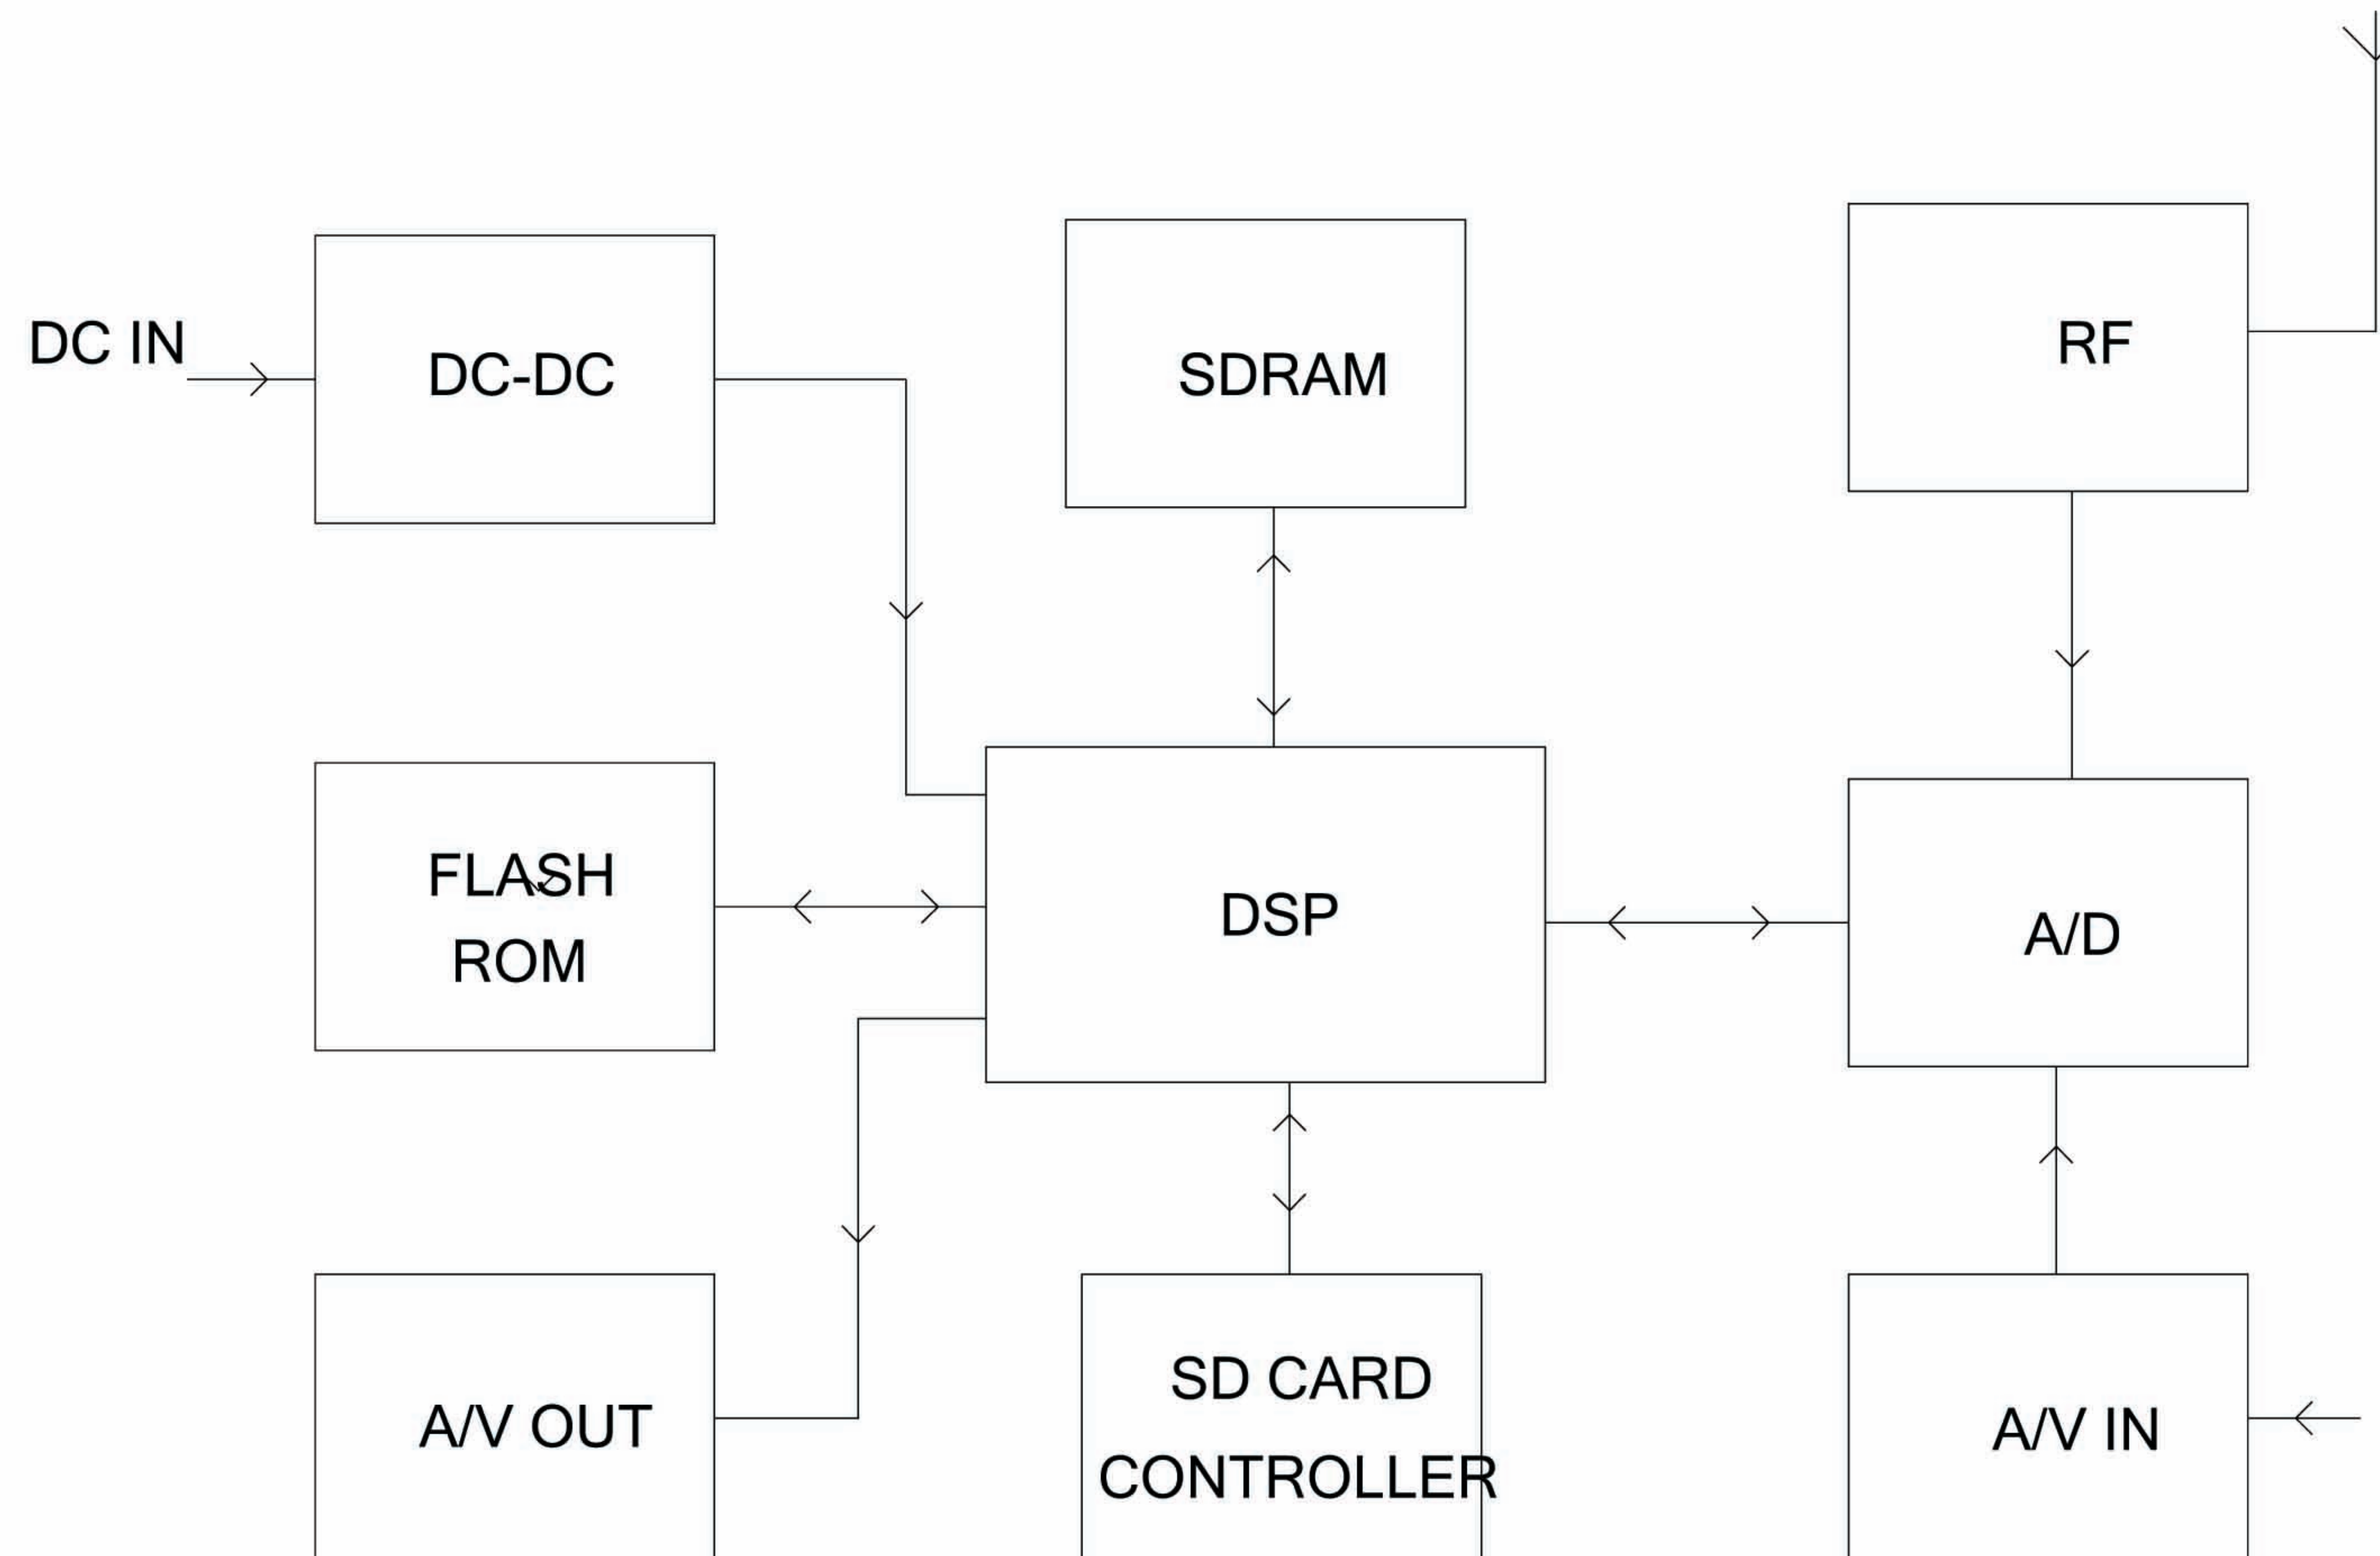 DC IN
DC-DC
SDRAM
RF
FLASH
ROM
DSP
A/D
A/V OUT
SD CARD
CONTROLLER
A/V IN